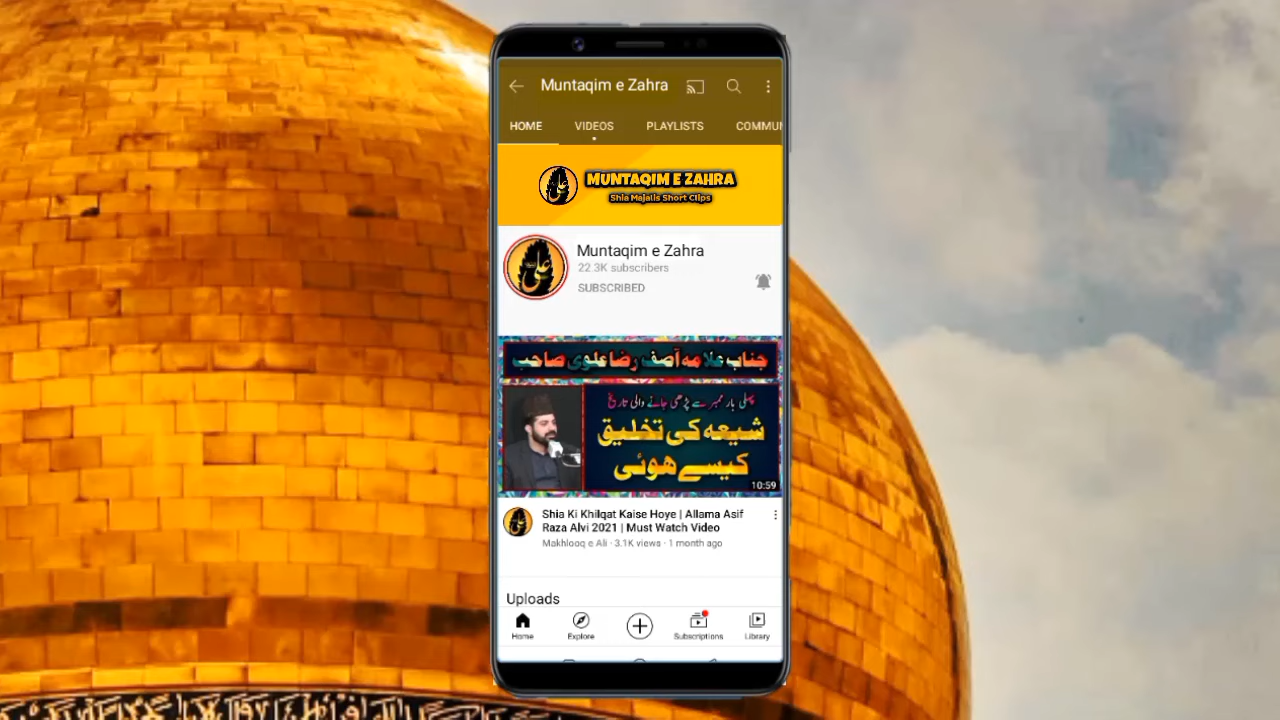 Muntaqim e Zahra
HOME VIDEOS PLAYLISTS COMMUI
MUNTAQIM E ZAHRA
Shia Majalis Short Clips
علی
Muntaqim e Zahra
22.3K subscribers
SUBSCRIBED
جناب علامہ آصف رضا علوی صاحب
پہلی بار ممبر سے پڑھی جانے والی تاریخ
شیعہ کی تخلیق
کیسے ھوئی
10:59
Shia Ki Khilqat Kaise Hoye | Allama Asif
Raza Alvi 2021 | Must Watch Video
Makhlooq e Ali · 3.1K views · 1 month ago
Uploads
Home Explore Subscriptions Library